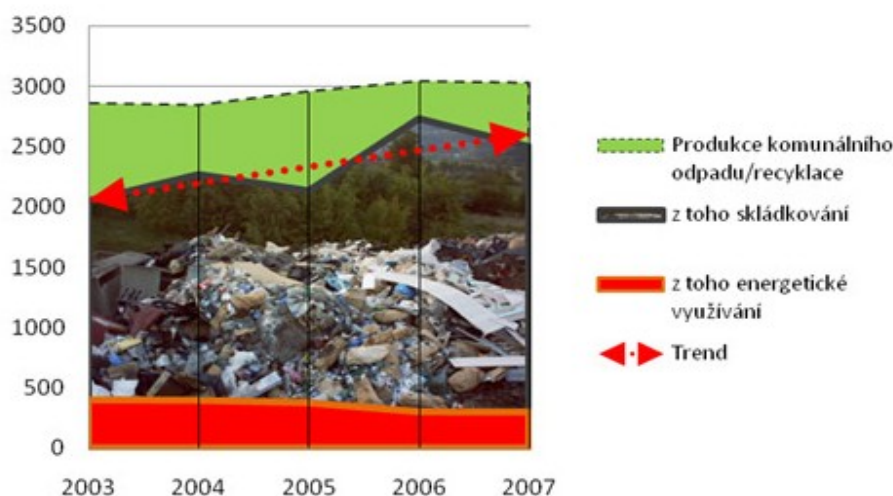 3500
3000
2500
2000
1500
1000
500
0
2003 2004 2005 2006 2007
Produkce komunálního
odpadu/recyklace
z toho skládkování
z toho energetické
využívání
Trend